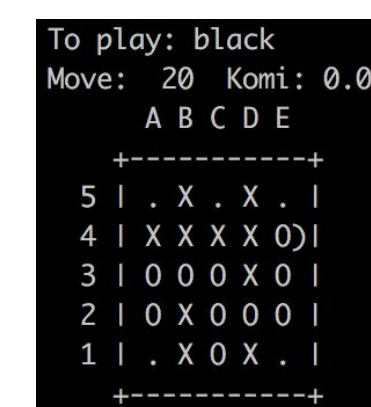 To play: black
Move:  20  Komi: 0.0
A B C D E
+-----------+
5 | . X . X . |
4 | X X X X O)|
3 | O O O X O |
2 | O X O O O |
1 | . X O X . |
+-----------+